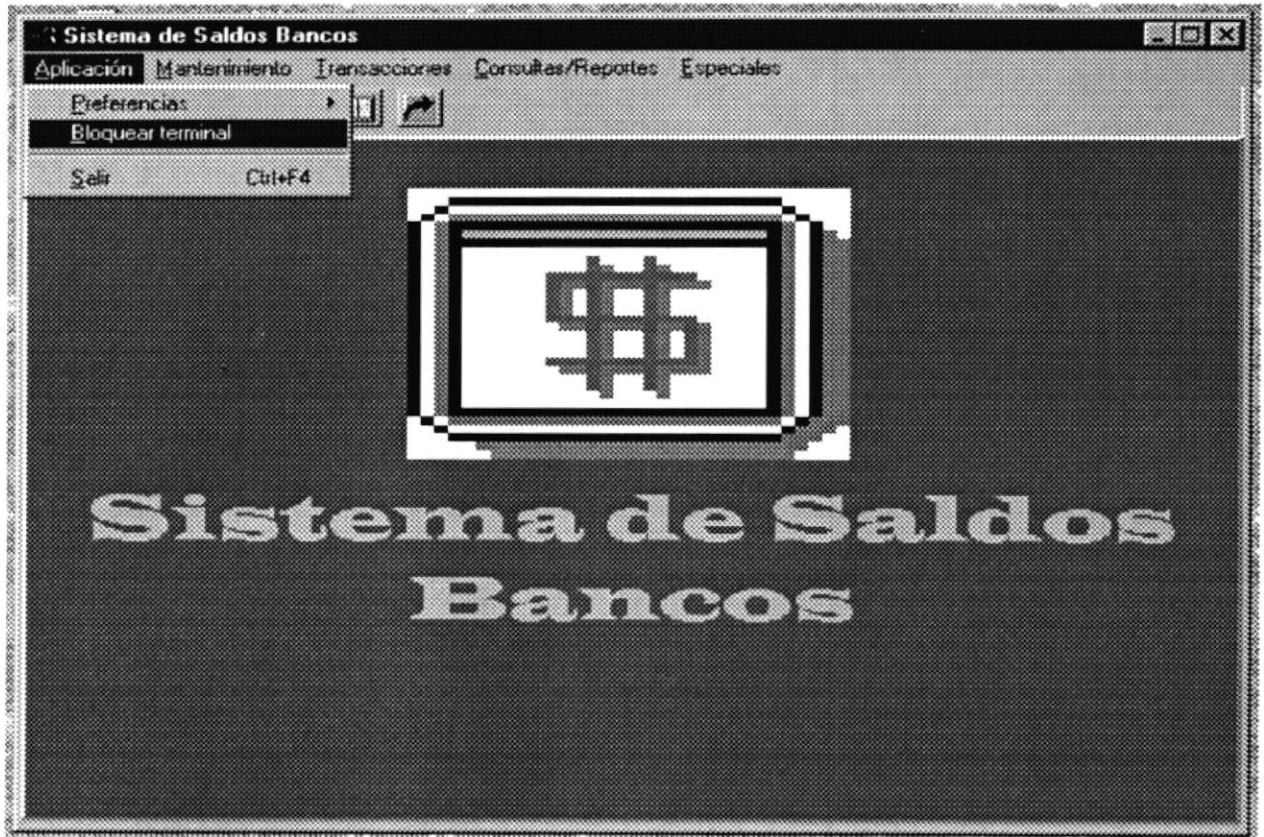 Sistema de Saldos Bancos
Aplicación Mantenimiento Transacciones Consultas/Reportes Especiales
Preferencias
Bloquear terminal
Salir Ctrl+F4
Sistema de Saldos
Bancos